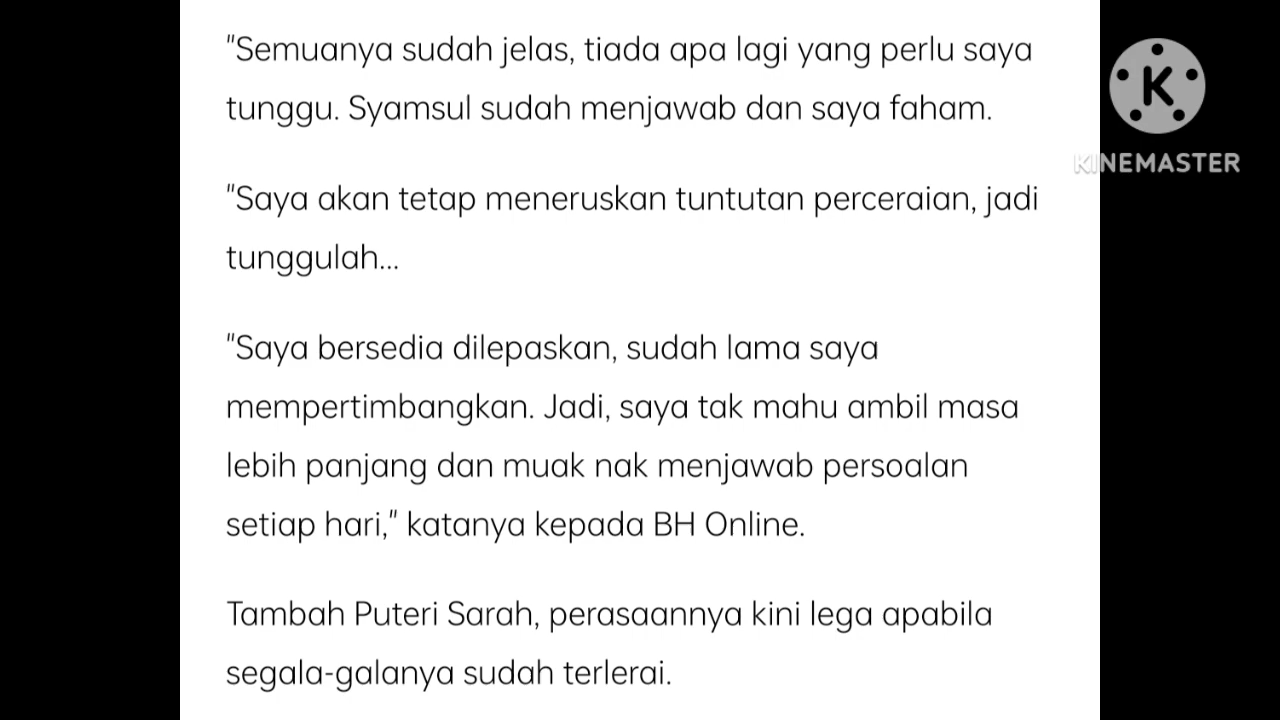 "Semuanya sudah jelas, tiada apa lagi yang perlu saya
tunggu. Syamsul sudah menjawab dan saya faham.
"Saya akan tetap meneruskan tuntutan perceraian, jadi
tunggulah...
"Saya bersedia dilepaskan, sudah lama saya
mempertimbangkan. Jadi, saya tak mahu ambil masa
lebih panjang dan muak nak menjawab persoalan
setiap hari," katanya kepada BH Online.
Tambah Puteri Sarah, perasaannya kini lega apabila
segala-galanya sudah terlerai.
K
KINEMASTER